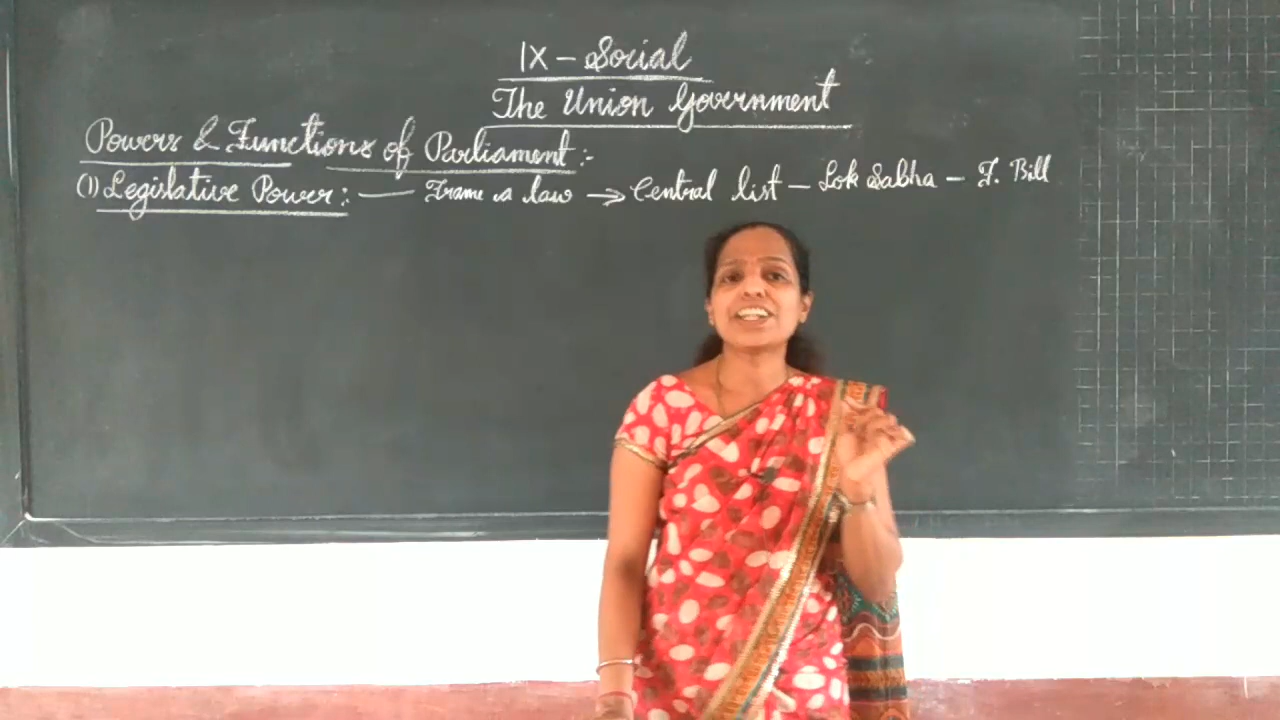 IX - Social
The Union Government
Powers & Functions of Parliament :-
(1) Legislative Power : — Frame a law → Central list - Lok Sabha - F. Bill